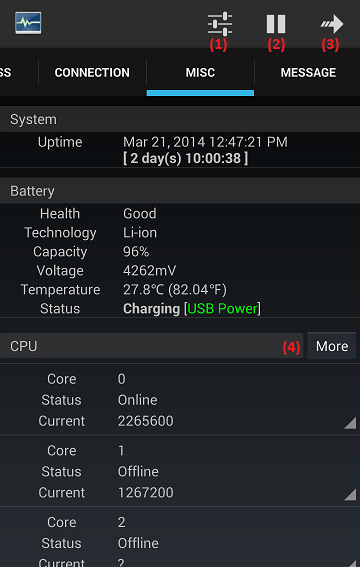 (1) (2) (3)
SS CONNECTION MISC MESSAGE
System
Uptime Mar 21, 2014 12:47:21 PM
[ 2 day(s) 10:00:38 ]
Battery
Health Good
Technology Li-ion
Capacity 96%
Voltage 4262mV
Temperature 27.8℃ (82.04℉)
Status Charging [USB Power]
CPU (4) More
Core 0
Status Online
Current 2265600
Core 1
Status Offline
Current 1267200
Core 2
Status Offline
Current ?